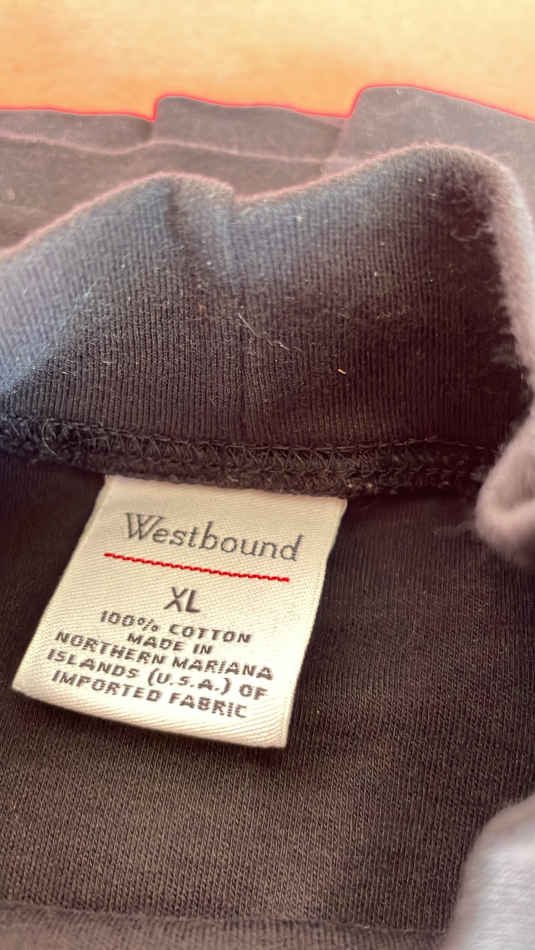 Westbound
XL
100% COTTON
MADE IN
NORTHERN MARIANA
ISLANDS (U.S.A.) OF
IMPORTED FABRIC